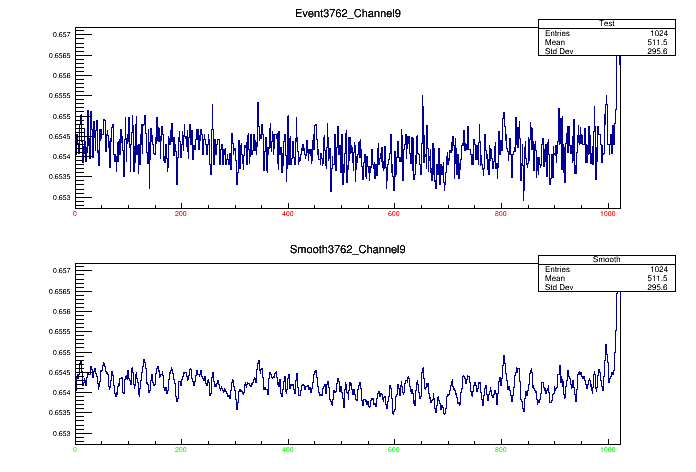 Event3762_Channel9
Test
Entries 1024
Mean 511.5
Std Dev 295.6
0.657
0.6565
0.656
0.6555
0.655
0.6545
0.654
0.6535
0.653
0 200 400 600 800 1000
Smooth3762_Channel9
Smooth
Entries 1024
Mean 511.5
Std Dev 295.6
0.657
0.6565
0.656
0.6555
0.655
0.6545
0.654
0.6535
0.653
0 200 400 600 800 1000